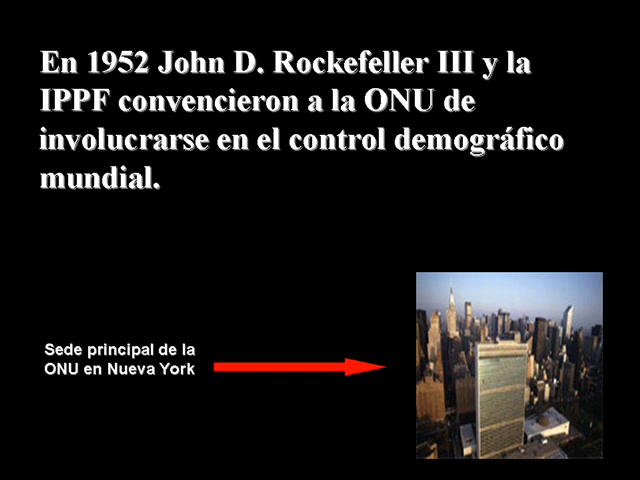 En 1952 John D. Rockefeller III y la
IPPF convencieron a la ONU de
involucrarse en el control demográfico
mundial.
Sede principal de la
ONU en Nueva York